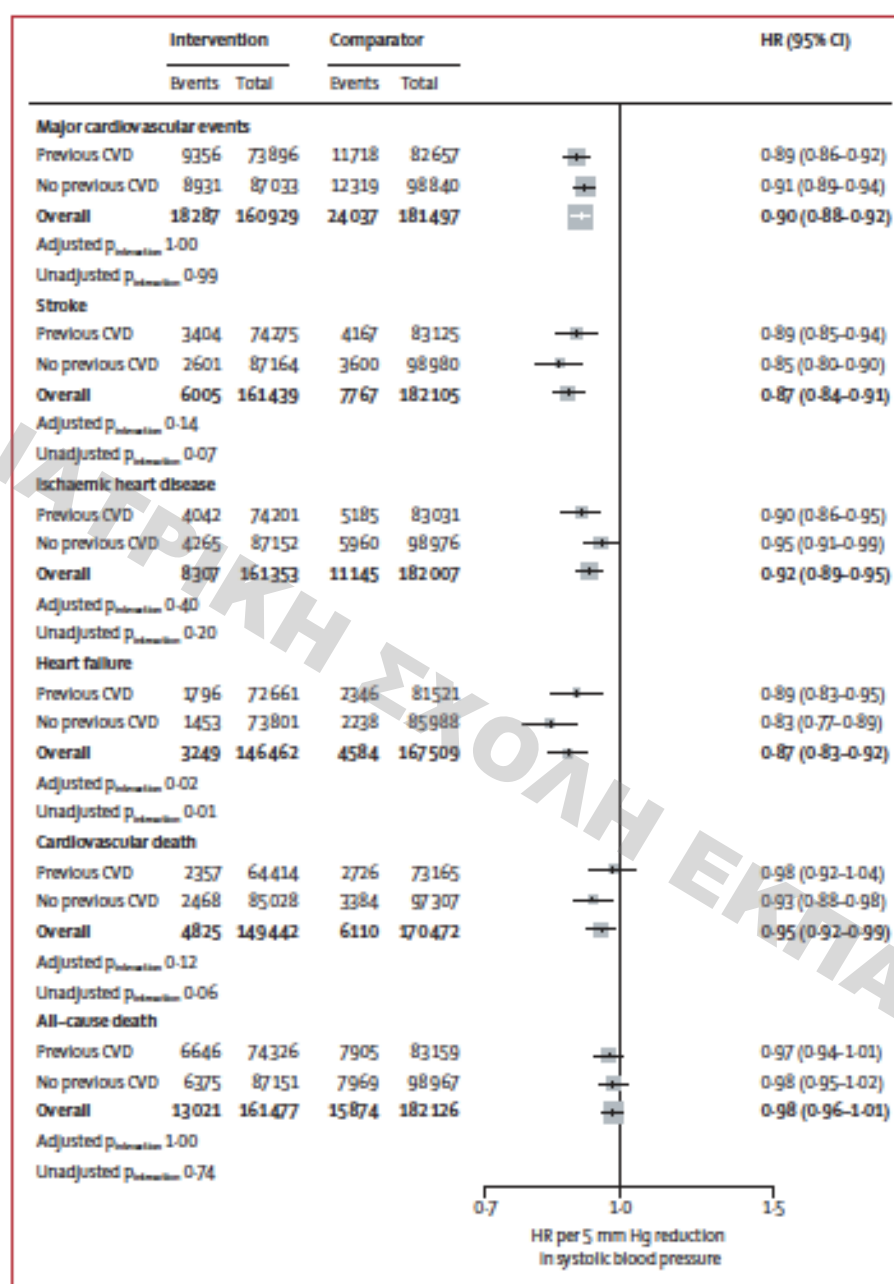 Intervention Comparator HR (95% CI)
Events Total Events Total
Major cardiovascular events
Previous CVD 9356 73896 11718 82657 0·89 (0·86–0·92)
No previous CVD 8931 87033 12319 98840 0·91 (0·89–0·94)
Overall 18287 160929 24037 181497 0·90 (0·88–0·92)
Adjusted pinteraction 1·00
Unadjusted pinteraction 0·99
Stroke
Previous CVD 3404 74275 4167 83125 0·89 (0·85–0·94)
No previous CVD 2601 87164 3600 98980 0·85 (0·80–0·90)
Overall 6005 161439 7767 182105 0·87 (0·84–0·91)
Adjusted pinteraction 0·14
Unadjusted pinteraction 0·07
Ischaemic heart disease
Previous CVD 4042 74201 5185 83031 0·90 (0·86–0·95)
No previous CVD 4265 87152 5960 98976 0·95 (0·91–0·99)
Overall 8307 161353 11145 182007 0·92 (0·89–0·95)
Adjusted pinteraction 0·40
Unadjusted pinteraction 0·20
Heart failure
Previous CVD 1796 72661 2346 81521 0·89 (0·83–0·95)
No previous CVD 1453 73801 2238 85988 0·83 (0·77–0·89)
Overall 3249 146462 4584 167509 0·87 (0·83–0·92)
Adjusted pinteraction 0·02
Unadjusted pinteraction 0·01
Cardiovascular death
Previous CVD 2357 64414 2726 73165 0·98 (0·92–1·04)
No previous CVD 2468 85028 3384 97307 0·93 (0·88–0·98)
Overall 4825 149442 6110 170472 0·95 (0·92–0·99)
Adjusted pinteraction 0·12
Unadjusted pinteraction 0·06
All-cause death
Previous CVD 6646 74326 7905 83159 0·97 (0·94–1·01)
No previous CVD 6375 87151 7969 98967 0·98 (0·95–1·02)
Overall 13021 161477 15874 182126 0·98 (0·96–1·01)
Adjusted pinteraction 1·00
Unadjusted pinteraction 0·74
0·7 1·0 1·5
HR per 5 mm Hg reduction
in systolic blood pressure
ΙΑΤΡΙΚΗ ΣΧΟΛΗ ΕΚΠΑ